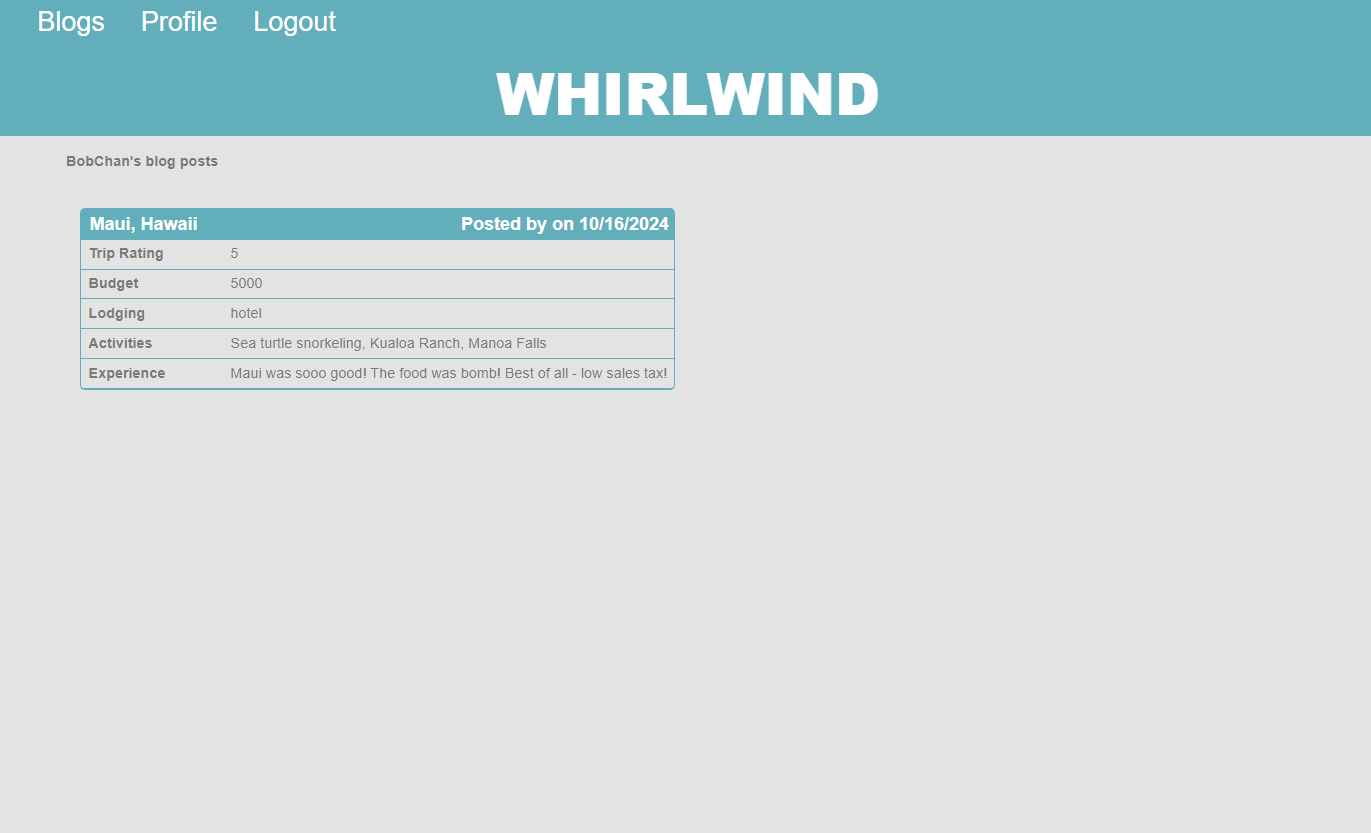 Blogs Profile Logout
WHIRLWIND
BobChan's blog posts
Maui, Hawaii Posted by on 10/16/2024
Trip Rating 5
Budget 5000
Lodging hotel
Activities Sea turtle snorkeling, Kualoa Ranch, Manoa Falls
Experience Maui was sooo good! The food was bomb! Best of all - low sales tax!